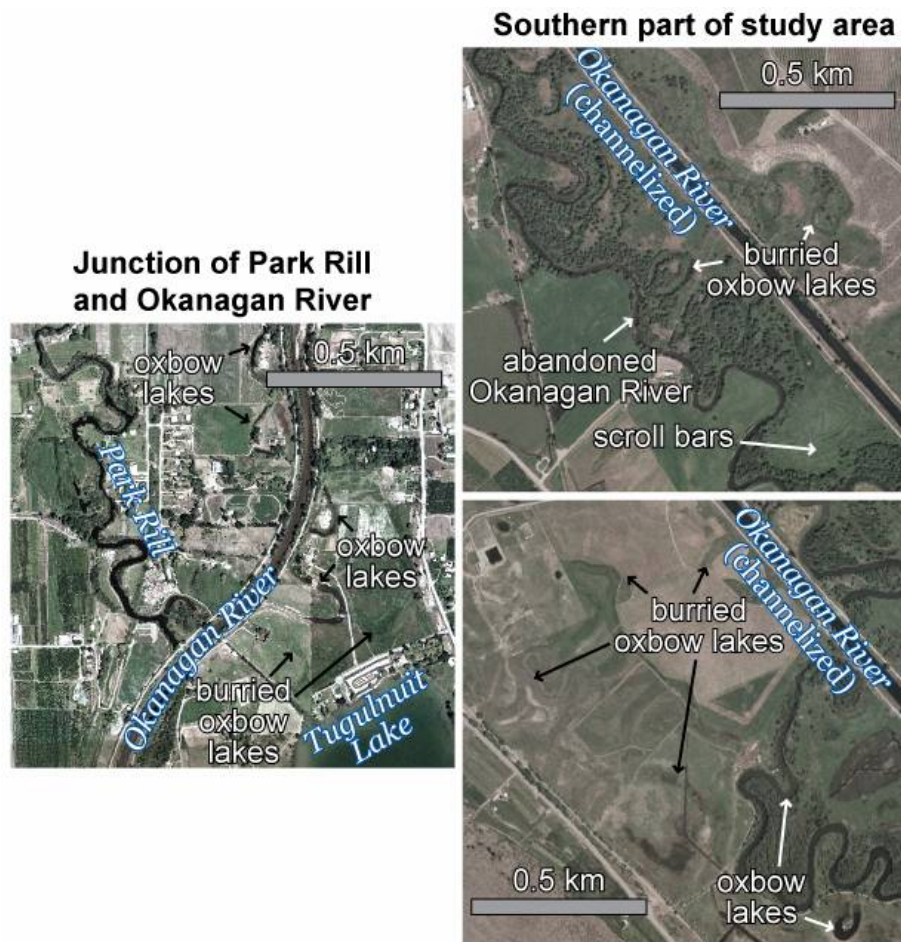 Southern part of study area
Okanagan River
(channelized)
0.5 km
burried
oxbow lakes
abandoned
Okanagan River
scroll bars
Junction of Park Rill
and Okanagan River
oxbow
lakes
0.5 km
Park Rill
oxbow
lakes
Okanagan River
burried
oxbow
lakes
Tugulnuit
Lake
Okanagan River
(channelized)
burried
oxbow lakes
0.5 km
oxbow
lakes